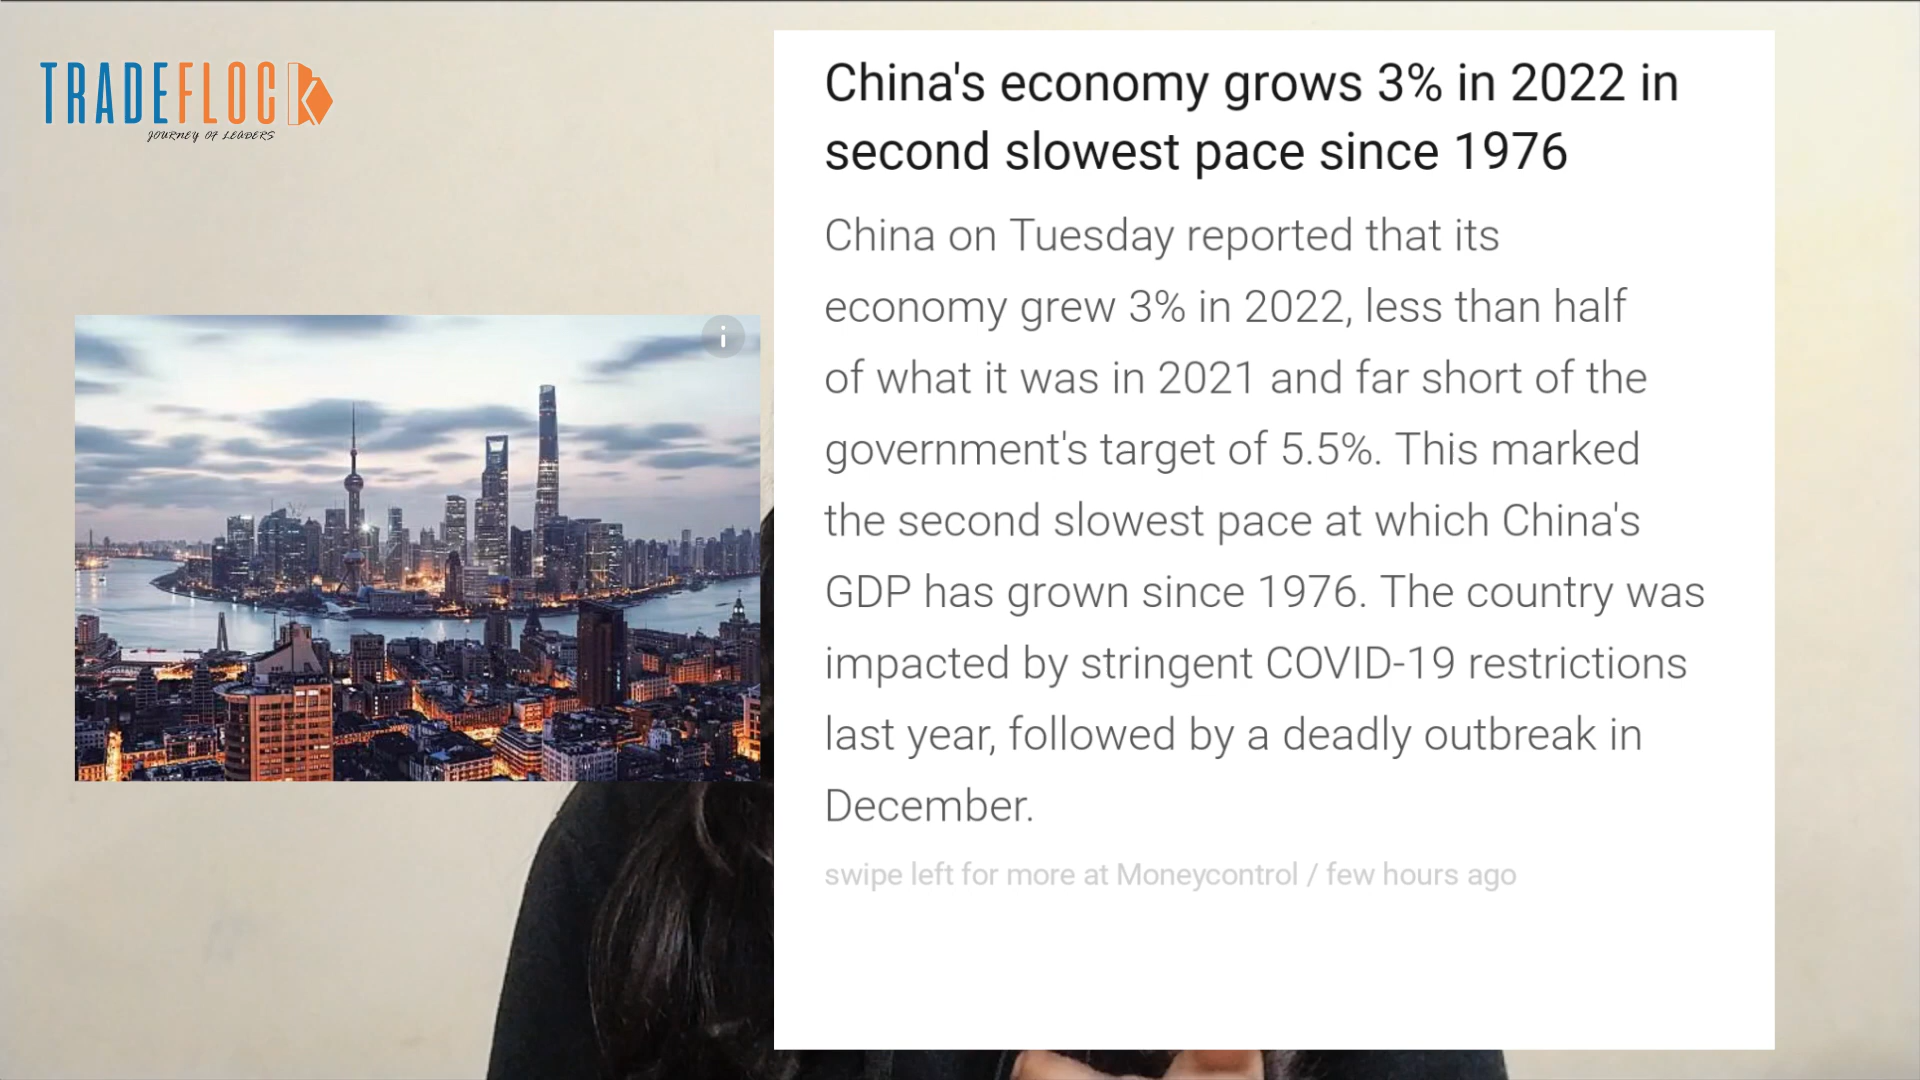 TRADEFLOCK
JOURNEY OF LEADERS
China's economy grows 3% in 2022 in
second slowest pace since 1976
China on Tuesday reported that its
economy grew 3% in 2022, less than half
of what it was in 2021 and far short of the
government's target of 5.5%. This marked
the second slowest pace at which China's
GDP has grown since 1976. The country was
impacted by stringent COVID-19 restrictions
last year, followed by a deadly outbreak in
December.
swipe left for more at Moneycontrol / few hours ago